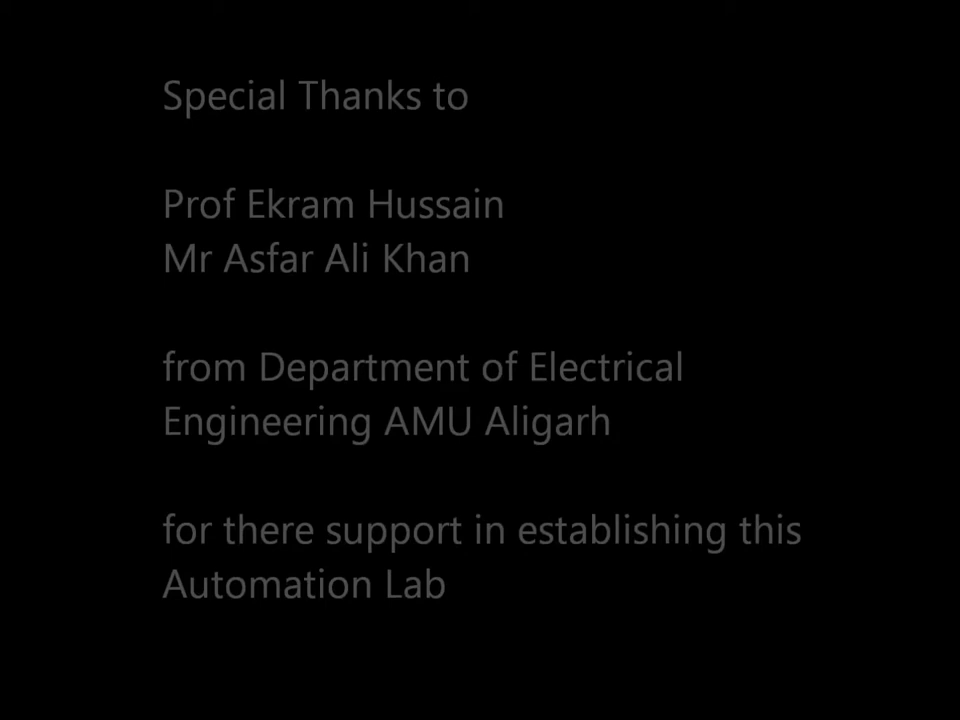 Special Thanks to
Prof Ekram Hussain
Mr Asfar Ali Khan
from Department of Electrical
Engineering AMU Aligarh
for there support in establishing this
Automation Lab